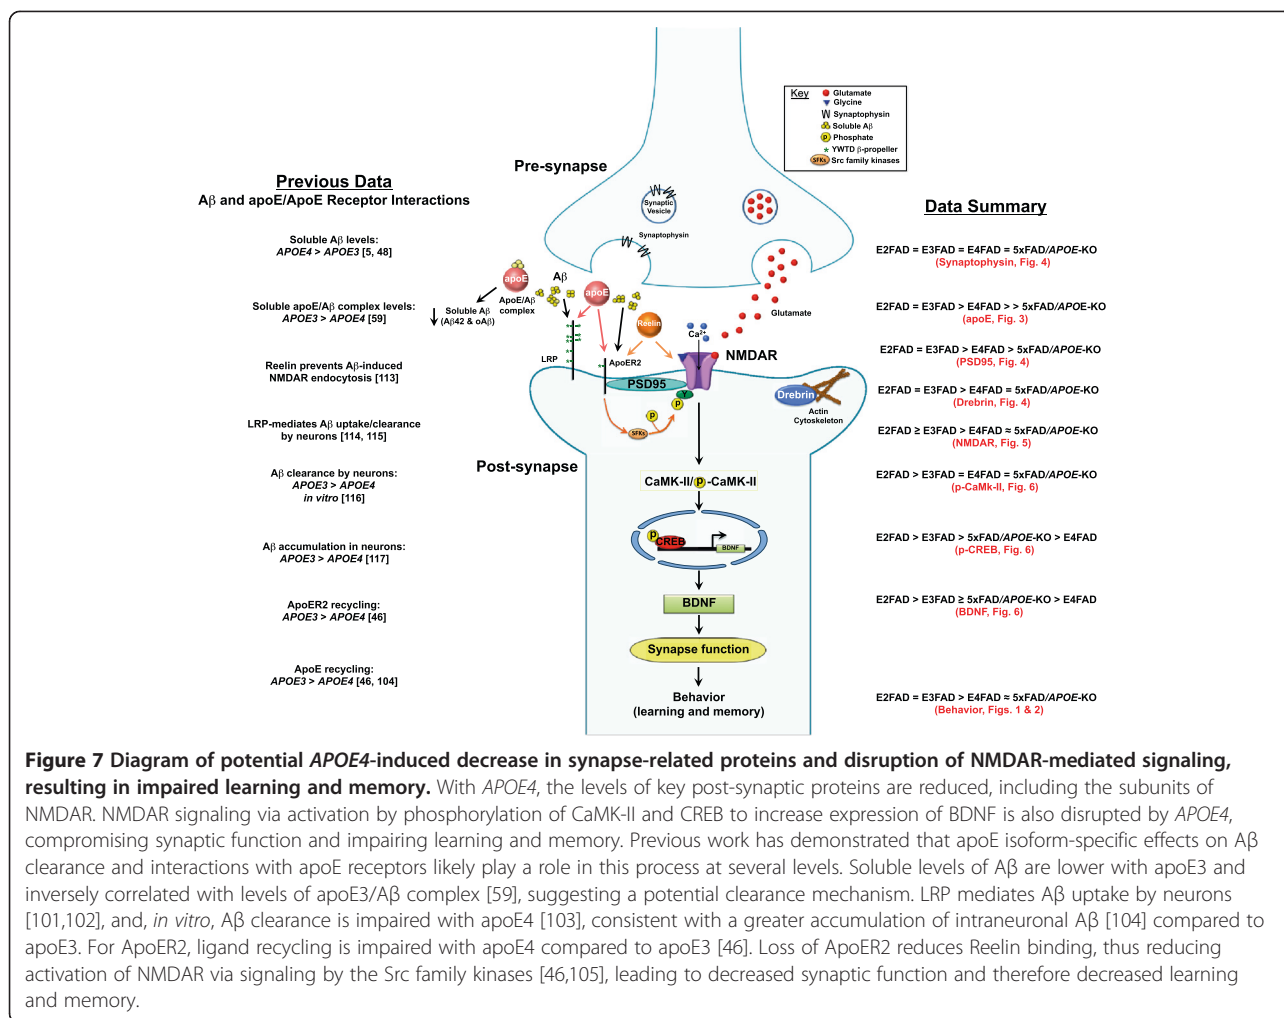 Key
Glutamate
Glycine
Synaptophysin
Soluble Aβ
P Phosphate
* YWTD β-propeller
SFKs Src family kinases
Pre-synapse
Previous Data
Aβ and apoE/ApoE Receptor Interactions
Soluble Aβ levels:
APOE4 > APOE3 [5, 48]
Soluble apoE/Aβ complex levels:
APOE3 > APOE4 [59]
Reelin prevents Aβ-induced
NMDAR endocytosis [113]
LRP-mediates Aβ uptake/clearance
by neurons [114, 115]
Aβ clearance by neurons:
APOE3 > APOE4
in vitro [116]
Aβ accumulation in neurons:
APOE3 > APOE4 [117]
ApoER2 recycling:
APOE3 > APOE4 [46]
ApoE recycling:
APOE3 > APOE4 [46, 104]
Synaptic
Vesicle
Synaptophysin
apoE
ApoE/Aβ
complex
Soluble Aβ
(Aβ42 & oAβ)
Aβ
apoE
Reelin
Ca2+
Glutamate
LRP
ApoER2
NMDAR
PSD95
Y
P
P
SFKs
Drebrin
Actin
Cytoskeleton
Post-synapse
CaMK-II/P-CaMK-II
P
CREB
BDNF
BDNF
Synapse function
Behavior
(learning and memory)
Data Summary
E2FAD = E3FAD = E4FAD = 5xFAD/APOE-KO
(Synaptophysin, Fig. 4)
E2FAD = E3FAD > E4FAD > > 5xFAD/APOE-KO
(apoE, Fig. 3)
E2FAD = E3FAD > E4FAD > 5xFAD/APOE-KO
(PSD95, Fig. 4)
E2FAD = E3FAD > E4FAD = 5xFAD/APOE-KO
(Drebrin, Fig. 4)
E2FAD ≥ E3FAD > E4FAD ≈ 5xFAD/APOE-KO
(NMDAR, Fig. 5)
E2FAD > E3FAD = E4FAD = 5xFAD/APOE-KO
(p-CaMk-II, Fig. 6)
E2FAD > E3FAD > 5xFAD/APOE-KO > E4FAD
(p-CREB, Fig. 6)
E2FAD > E3FAD ≥ 5xFAD/APOE-KO > E4FAD
(BDNF, Fig. 6)
E2FAD = E3FAD > E4FAD ≈ 5xFAD/APOE-KO
(Behavior, Figs. 1 & 2)
Figure 7 Diagram of potential APOE4-induced decrease in synapse-related proteins and disruption of NMDAR-mediated signaling,
resulting in impaired learning and memory. With APOE4, the levels of key post-synaptic proteins are reduced, including the subunits of
NMDAR. NMDAR signaling via activation by phosphorylation of CaMK-II and CREB to increase expression of BDNF is also disrupted by APOE4,
compromising synaptic function and impairing learning and memory. Previous work has demonstrated that apoE isoform-specific effects on Aβ
clearance and interactions with apoE receptors likely play a role in this process at several levels. Soluble levels of Aβ are lower with apoE3 and
inversely correlated with levels of apoE3/Aβ complex [59], suggesting a potential clearance mechanism. LRP mediates Aβ uptake by neurons
[101,102], and, in vitro, Aβ clearance is impaired with apoE4 [103], consistent with a greater accumulation of intraneuronal Aβ [104] compared to
apoE3. For ApoER2, ligand recycling is impaired with apoE4 compared to apoE3 [46]. Loss of ApoER2 reduces Reelin binding, thus reducing
activation of NMDAR via signaling by the Src family kinases [46,105], leading to decreased synaptic function and therefore decreased learning
and memory.